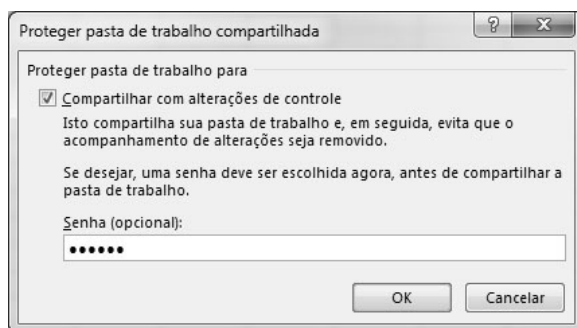 Proteger pasta de trabalho compartilhada
Proteger pasta de trabalho para
Compartilhar com alterações de controle
Isto compartilha sua pasta de trabalho e, em seguida, evita que o
acompanhamento de alterações seja removido.
Se desejar, uma senha deve ser escolhida agora, antes de compartilhar a
pasta de trabalho.
Senha (opcional):
••••••
OK Cancelar